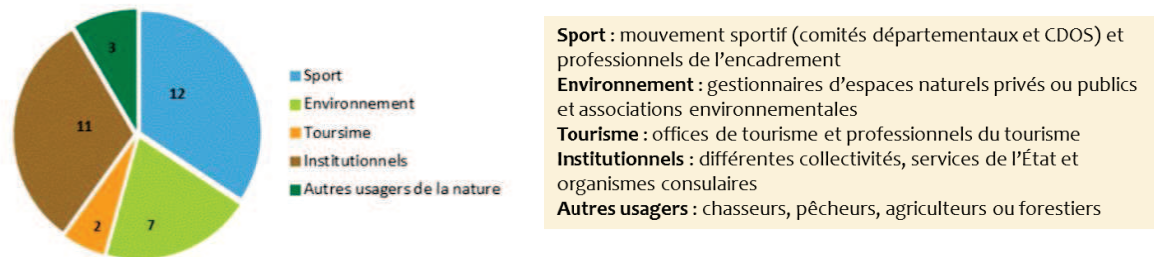 3
12
11
2
7
Sport
Environnement
Toursime
Institutionnels
Autres usagers de la nature
Sport : mouvement sportif (comités départementaux et CDOS) et
professionnels de l’encadrement
Environnement : gestionnaires d’espaces naturels privés ou publics
et associations environnementales
Tourisme : offices de tourisme et professionnels du tourisme
Institutionnels : différentes collectivités, services de l’État et
organismes consulaires
Autres usagers : chasseurs, pêcheurs, agriculteurs ou forestiers